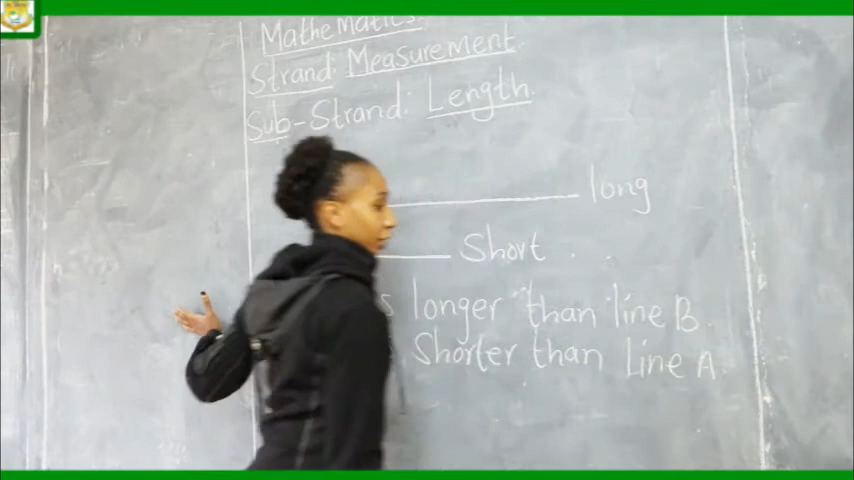 Mathematics.
Strand: Measurement
Sub-Strand: Length.
long
Short
longer than line B.
Shorter than Line A